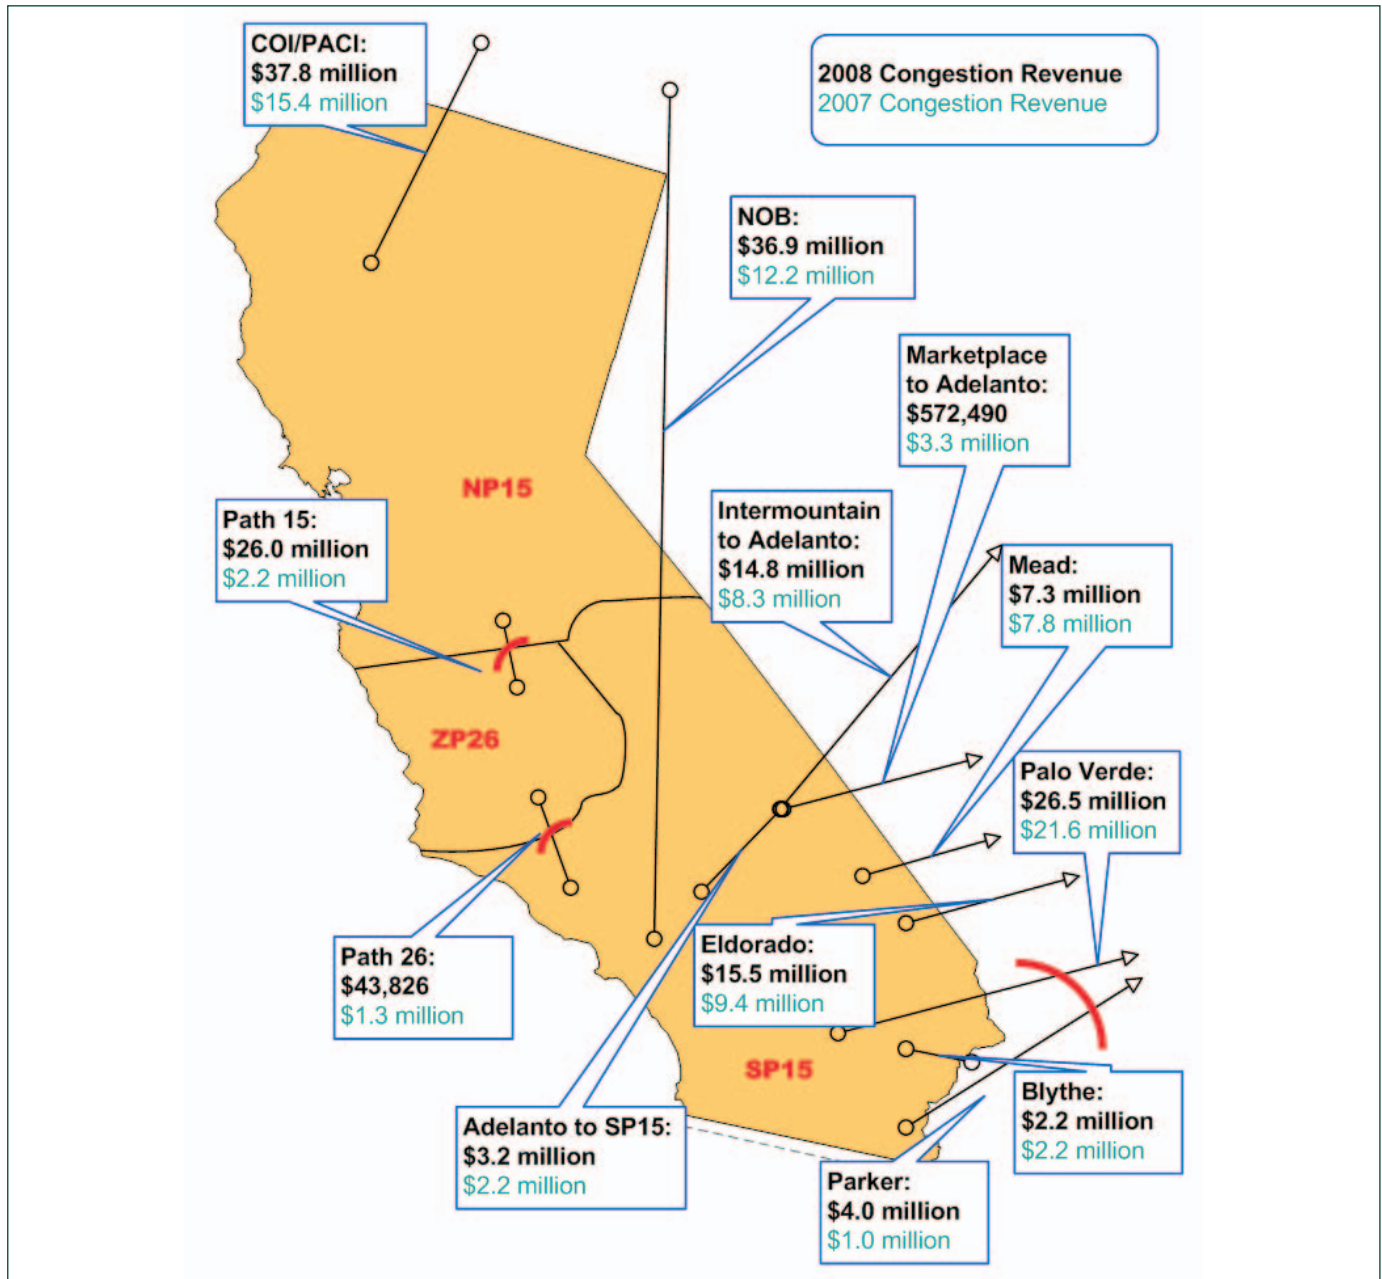 COI/PACI:
$37.8 million
$15.4 million
2008 Congestion Revenue
2007 Congestion Revenue
NOB:
$36.9 million
$12.2 million
Marketplace
to Adelanto:
$572,490
$3.3 million
NP15
Path 15:
$26.0 million
$2.2 million
Intermountain
to Adelanto:
$14.8 million
$8.3 million
Mead:
$7.3 million
$7.8 million
ZP26
Palo Verde:
$26.5 million
$21.6 million
Path 26:
$43,826
$1.3 million
Eldorado:
$15.5 million
$9.4 million
SP15
Blythe:
$2.2 million
$2.2 million
Adelanto to SP15:
$3.2 million
$2.2 million
Parker:
$4.0 million
$1.0 million